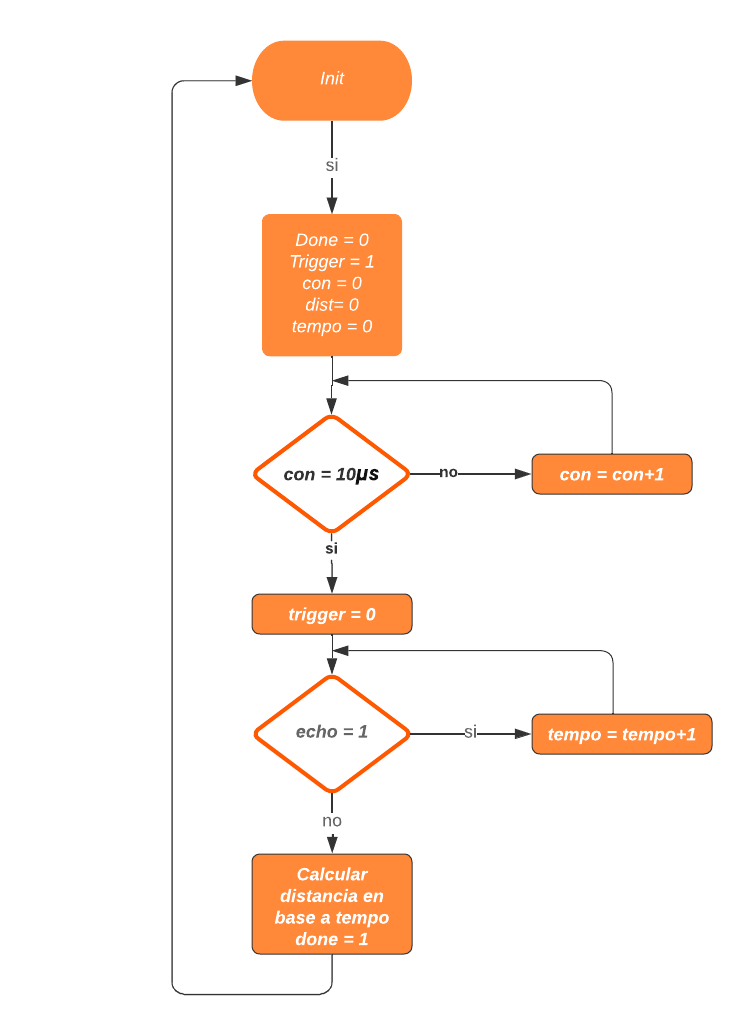 Init
si
Done = 0
Trigger = 1
con = 0
dist= 0
tempo = 0
con = 10µs
no
con = con+1
si
trigger = 0
echo = 1
si
tempo = tempo+1
no
Calcular
distancia en
base a tempo
done = 1